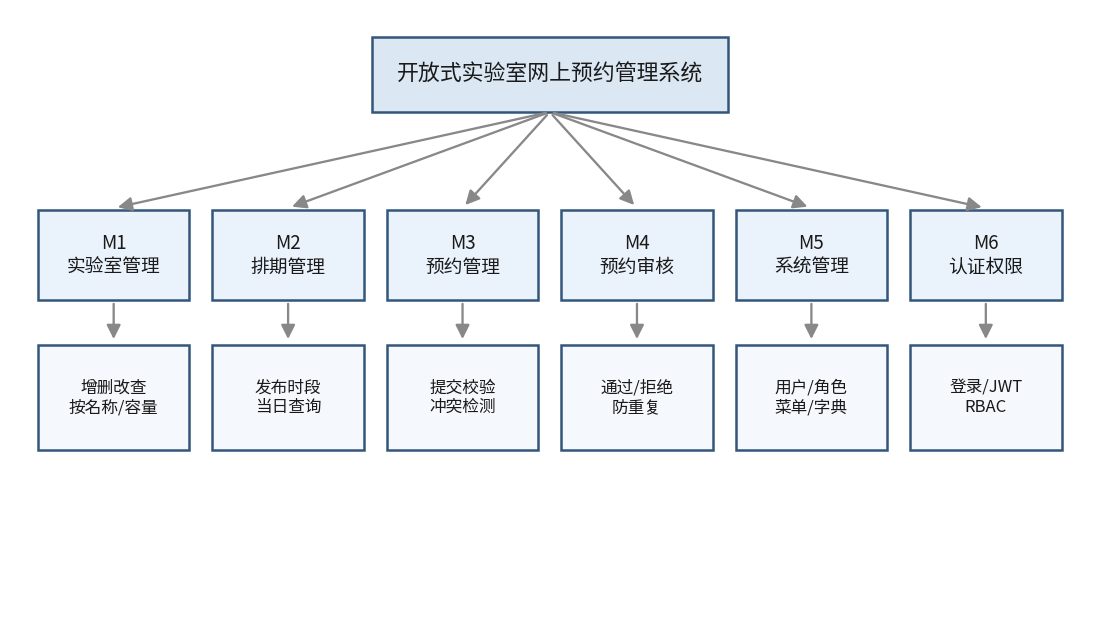 开放式实验室网上预约管理系统
M1
实验室管理
M2
排期管理
M3
预约管理
M4
预约审核
M5
系统管理
M6
认证权限
增删改查
按名称/容量
发布时段
当日查询
提交校验
冲突检测
通过/拒绝
防重复
用户/角色
菜单/字典
登录/JWT
RBAC